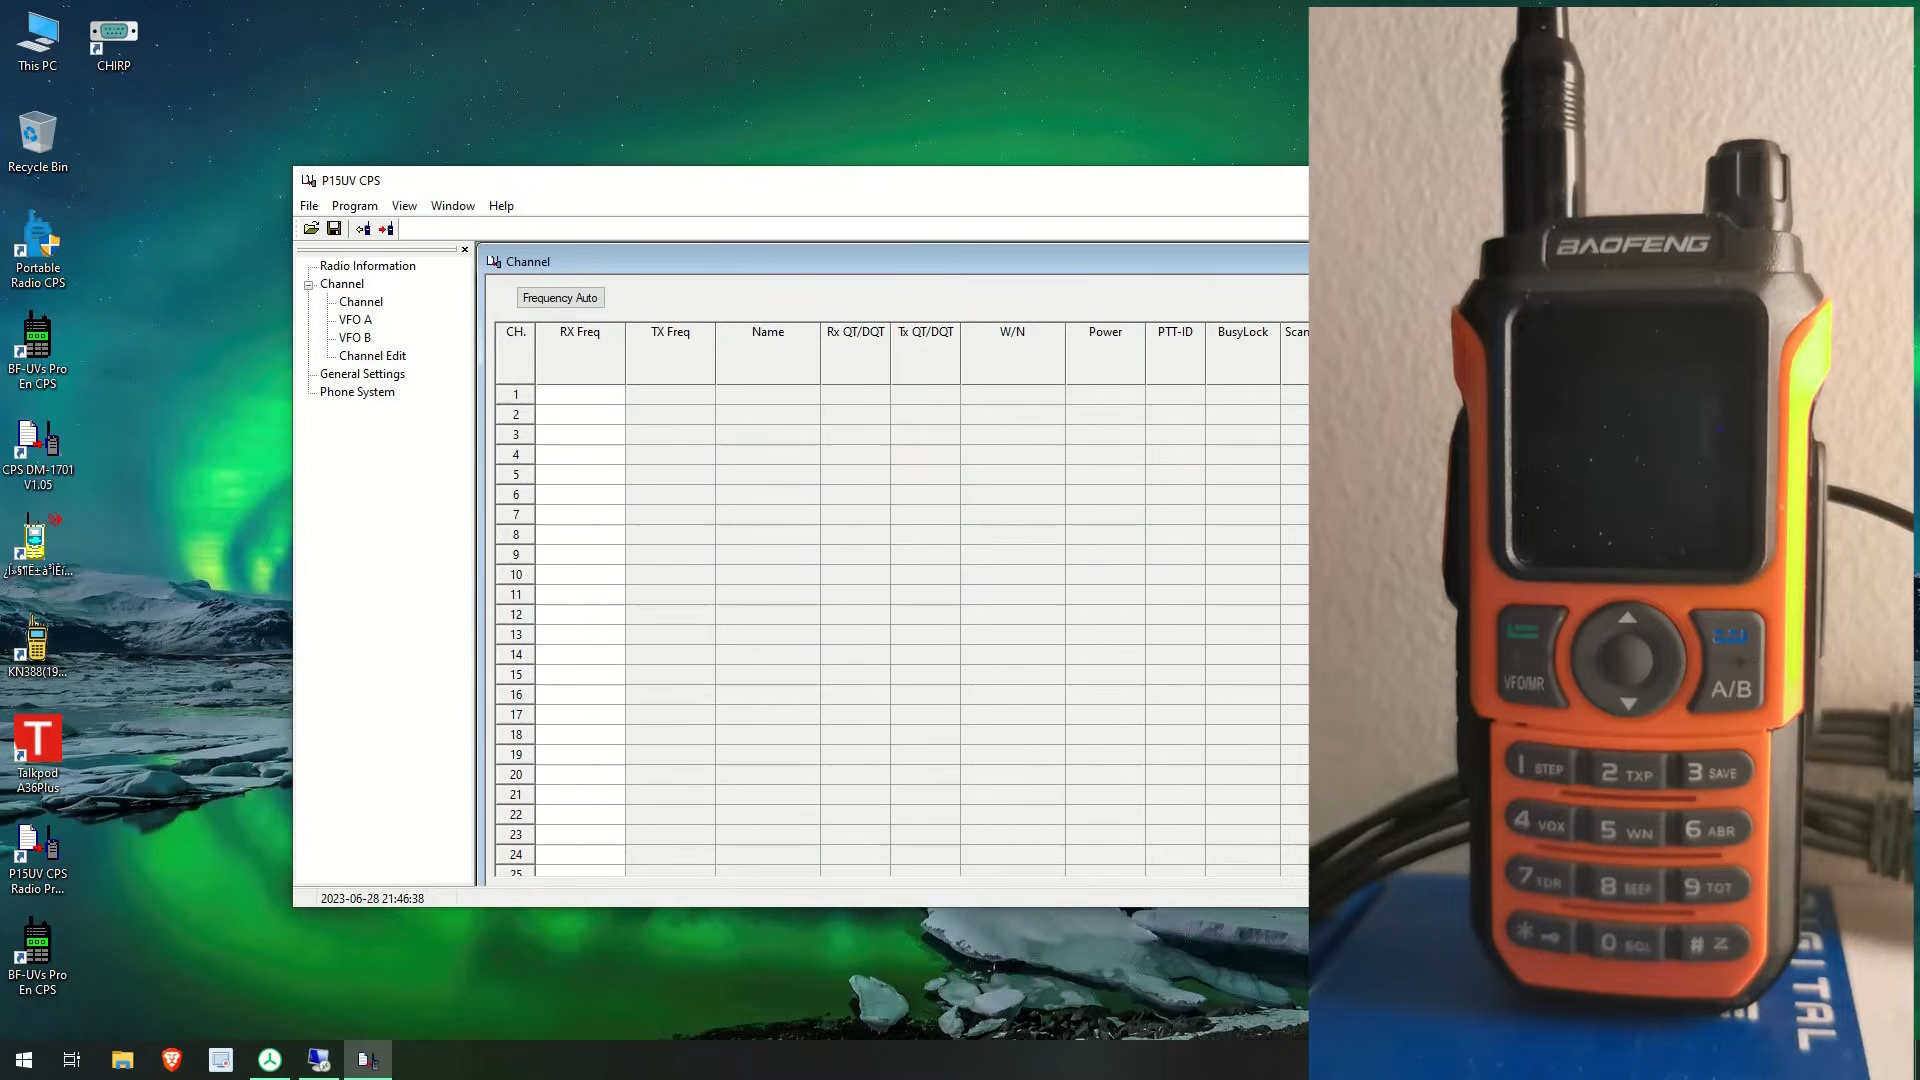 This PC
CHIRP
Recycle Bin
Portable
Radio CPS
BF-UVs Pro
En CPS
CPS DM-1701
V1.05
KN388(19...
Talkpod
A36Plus
P15UV CPS
Radio Pr...
BF-UVs Pro
En CPS
P15UV CPS
File Program View Window Help
Radio Information
Channel
Channel
VFO A
VFO B
Channel Edit
General Settings
Phone System
Channel
Frequency Auto
CH. RX Freq TX Freq Name Rx QT/DQT Tx QT/DQT W/N Power PTT-ID BusyLock Scan
1
2
3
4
5
6
7
8
9
10
11
12
13
14
15
16
17
18
19
20
21
22
23
24
25
2023-06-28 21:46:38
BAOFENG
VFO/MR
A/B
1 STEP 2 TXP 3 SAVE
4 VOX 5 WN 6 ABR
7 TDR 8 BEEP 9 TOT
* 0 SQL #